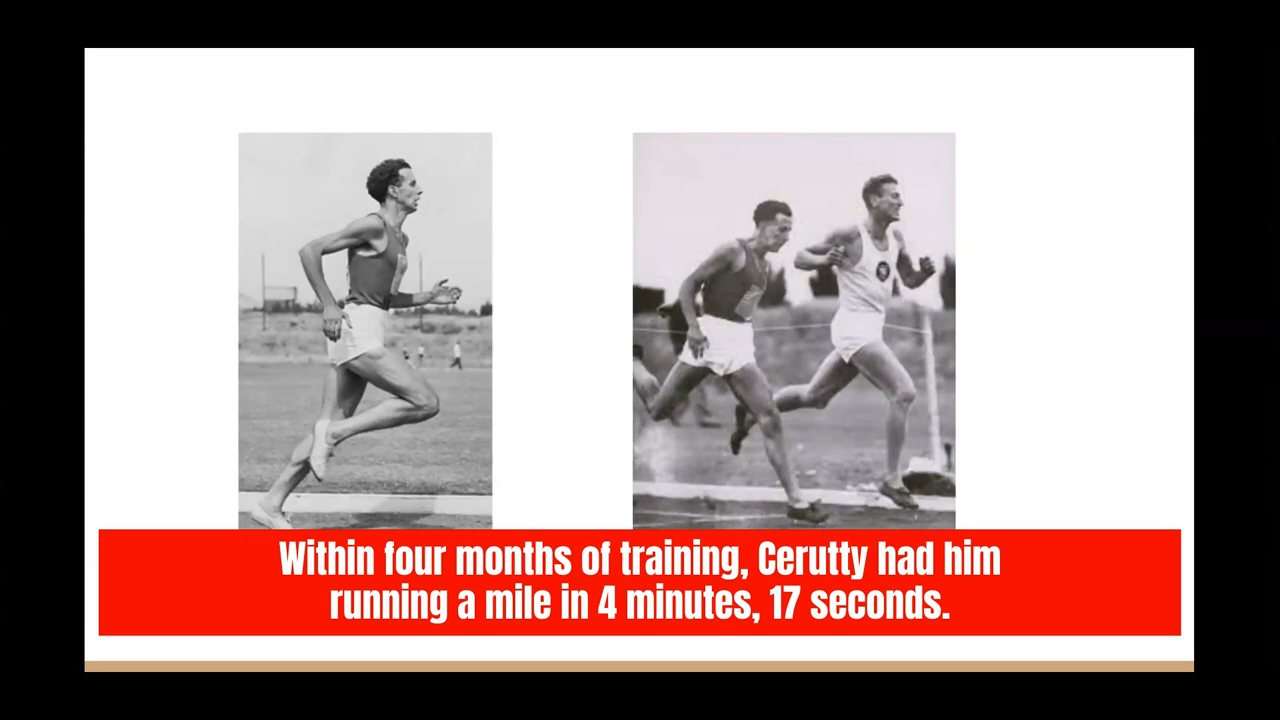 Within four months of training, Cerutty had him
running a mile in 4 minutes, 17 seconds.